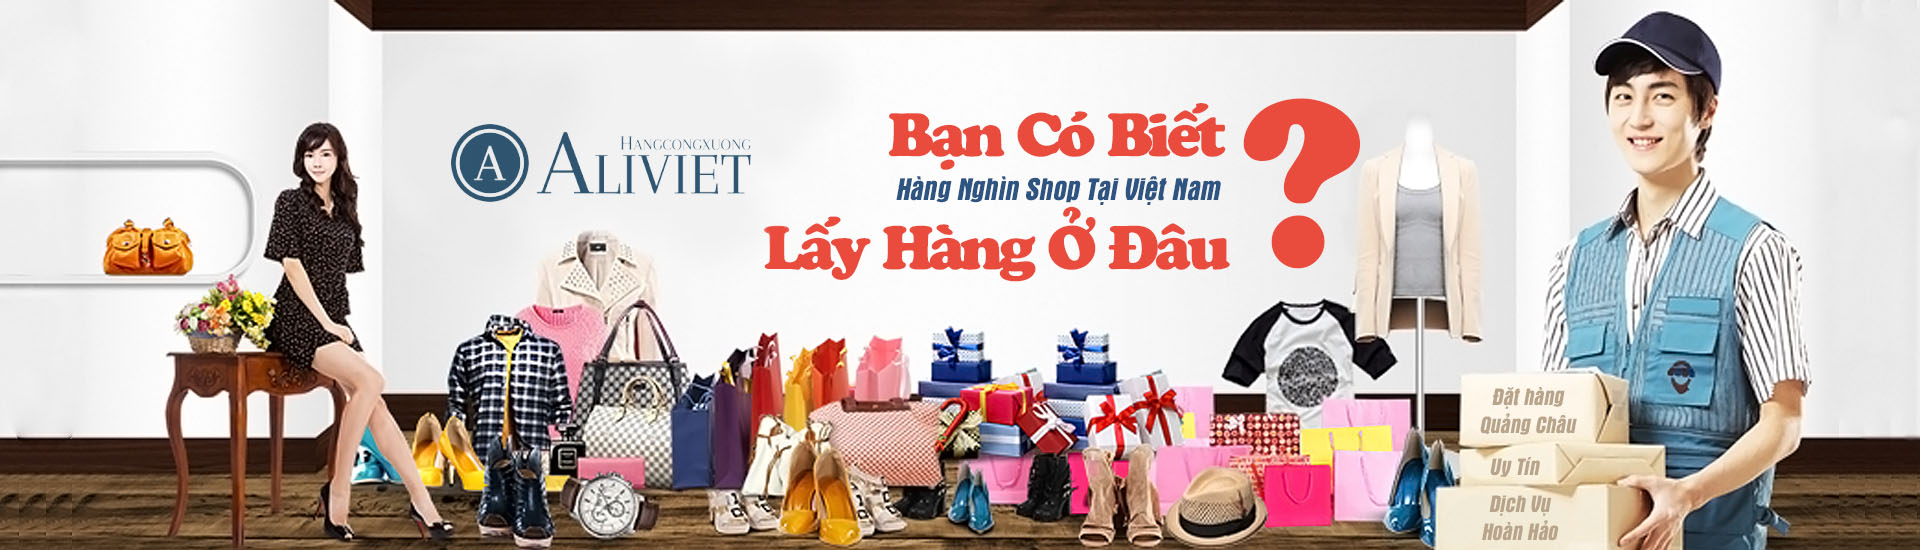 A
HANGCONGXUONG
ALIVIET
Bạn Có Biết
Hàng Nghìn Shop Tại Việt Nam
Lấy Hàng Ở Đâu
?
Đặt hàng
Quảng Châu
Uy Tín
Dịch Vụ
Hoàn Hảo